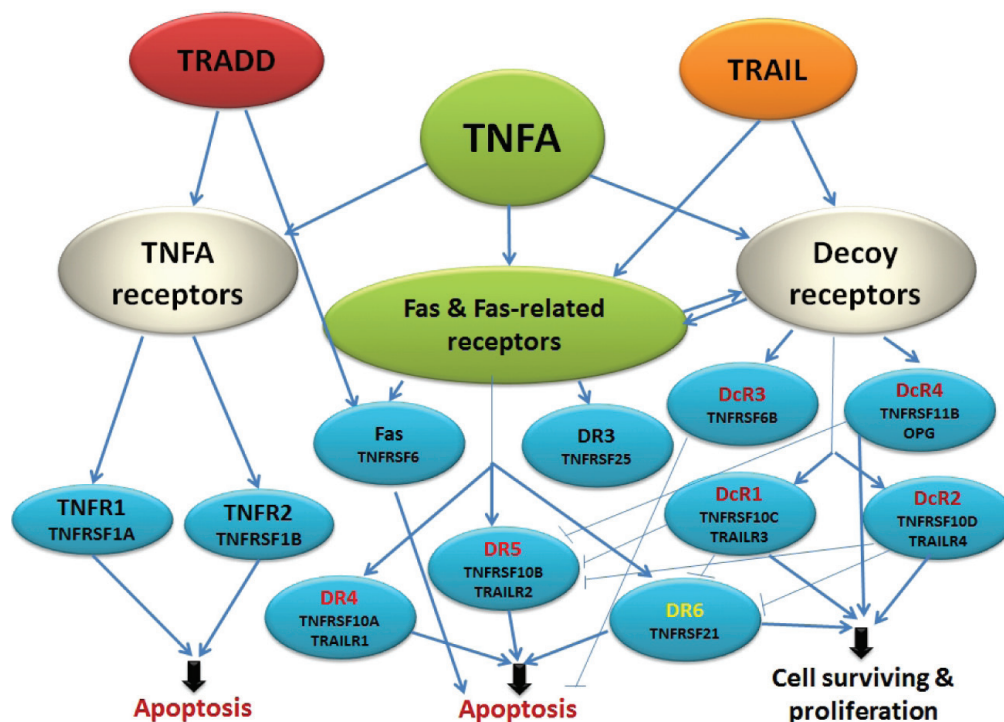 TRADD
TNFA
TRAIL
TNFA
receptors
Fas & Fas-related
receptors
Decoy
receptors
Fas
TNFRSF6
DR3
TNFRSF25
DcR3
TNFRSF6B
DcR4
TNFRSF11B
OPG
TNFR1
TNFRSF1A
TNFR2
TNFRSF1B
DcR1
TNFRSF10C
TRAILR3
DcR2
TNFRSF10D
TRAILR4
DR5
TNFRSF10B
TRAILR2
DR4
TNFRSF10A
TRAILR1
DR6
TNFRSF21
Apoptosis
Apoptosis
Cell surviving &
proliferation